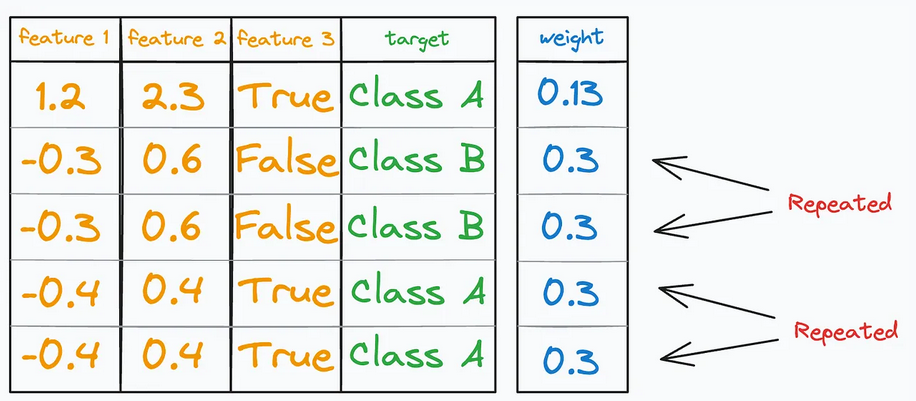 feature 1 feature 2 feature 3 target weight
1.2 2.3 True Class A 0.13
-0.3 0.6 False Class B 0.3
Repeated
-0.3 0.6 False Class B 0.3
-0.4 0.4 True Class A 0.3
Repeated
-0.4 0.4 True Class A 0.3